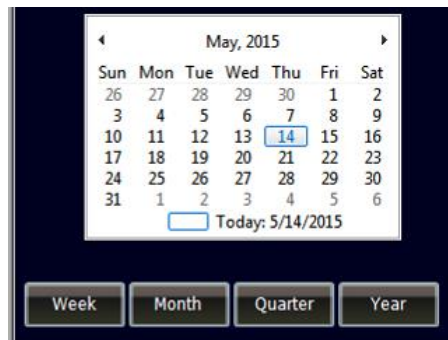 May, 2015
Sun Mon Tue Wed Thu Fri Sat
26 27 28 29 30 1 2
3 4 5 6 7 8 9
10 11 12 13 14 15 16
17 18 19 20 21 22 23
24 25 26 27 28 29 30
31 1 2 3 4 5 6
Today: 5/14/2015
Week Month Quarter Year